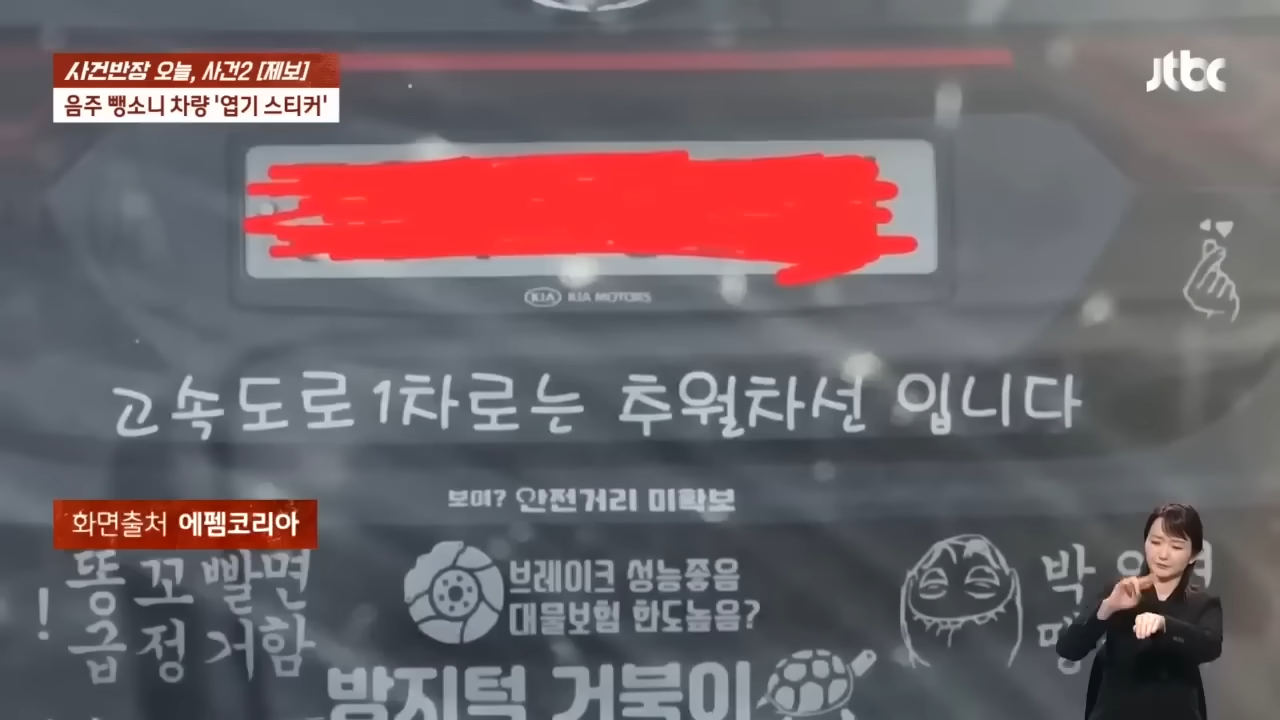 사건반장 오늘, 사건2 [제보]
음주 뺑소니 차량 '엽기 스티커'
jtbc
KIA KIA MOTORS
고속도로 1차로는 추월차선 입니다
보여? 안전거리 미확보
화면출처 에펨코리아
! 똥꼬빨면
급정거함
브레이크 성능좋음
대물보험 한도높음?
박
방지턱 거북이